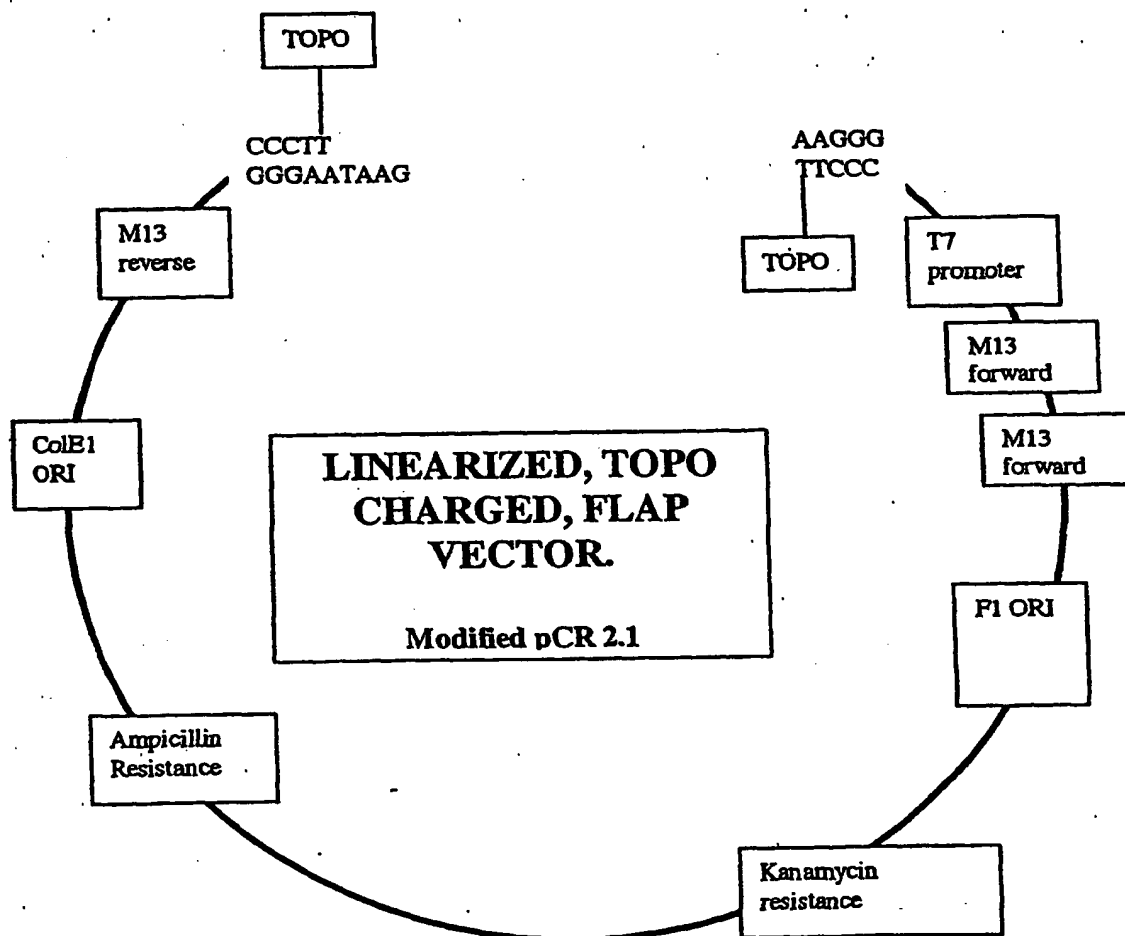 TOPO
CCCTT
GGGAATAAG
AAGGG
TTCCC
TOPO
M13
reverse
T7
promoter
M13
forward
M13
forward
ColE1
ORI
LINEARIZED, TOPO
CHARGED, FLAP
VECTOR.
Modified pCR 2.1
F1 ORI
Ampicillin
Resistance
Kanamycin
resistance